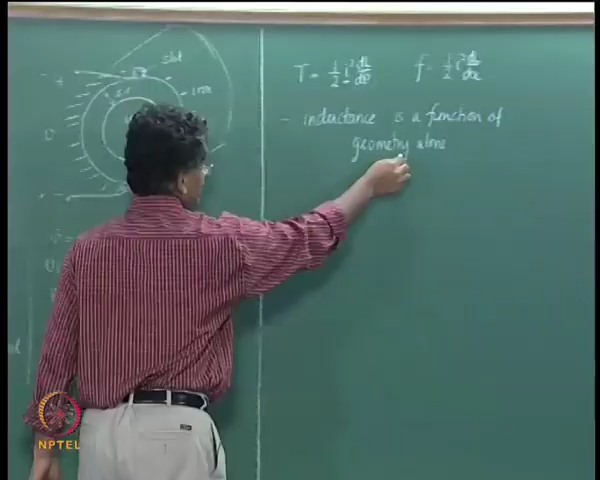 slot
iron
T = 1/2 i² dL/dθ
f = 1/2 i² dL/dx
- inductance is a function of
geometry alone
NPTEL